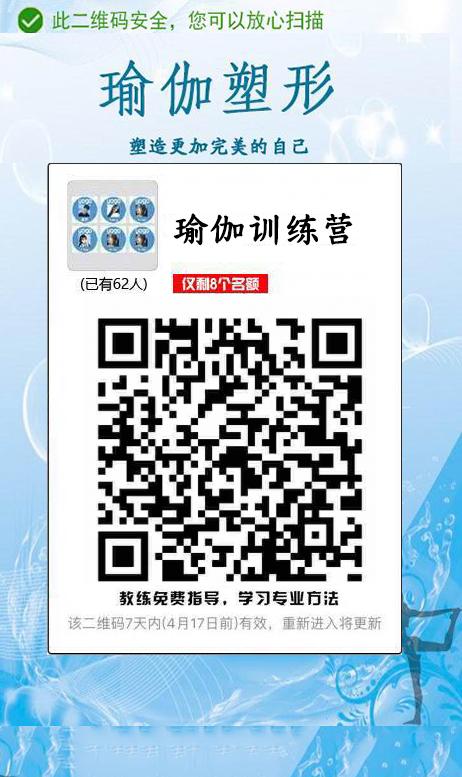 此二维码安全，您可以放心扫描
瑜伽塑形
塑造更加完美的自己
瑜伽训练营
(已有62人)
仅剩8个名额
教练免费指导，学习专业方法
该二维码7天内(4月17日前)有效，重新进入将更新